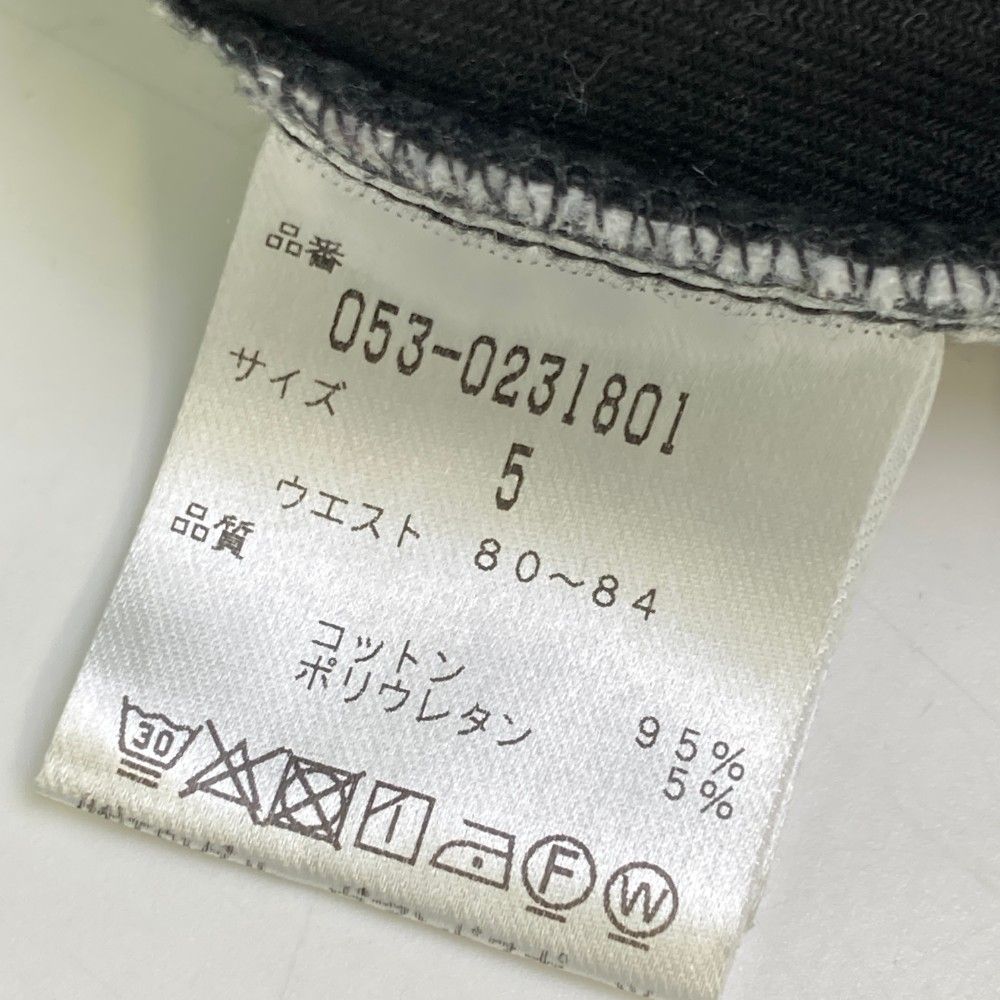 品番
053-0231801
サイズ
5
ウエスト 80～84
品質
コットン 95%
ポリウレタン 5%
30 F W